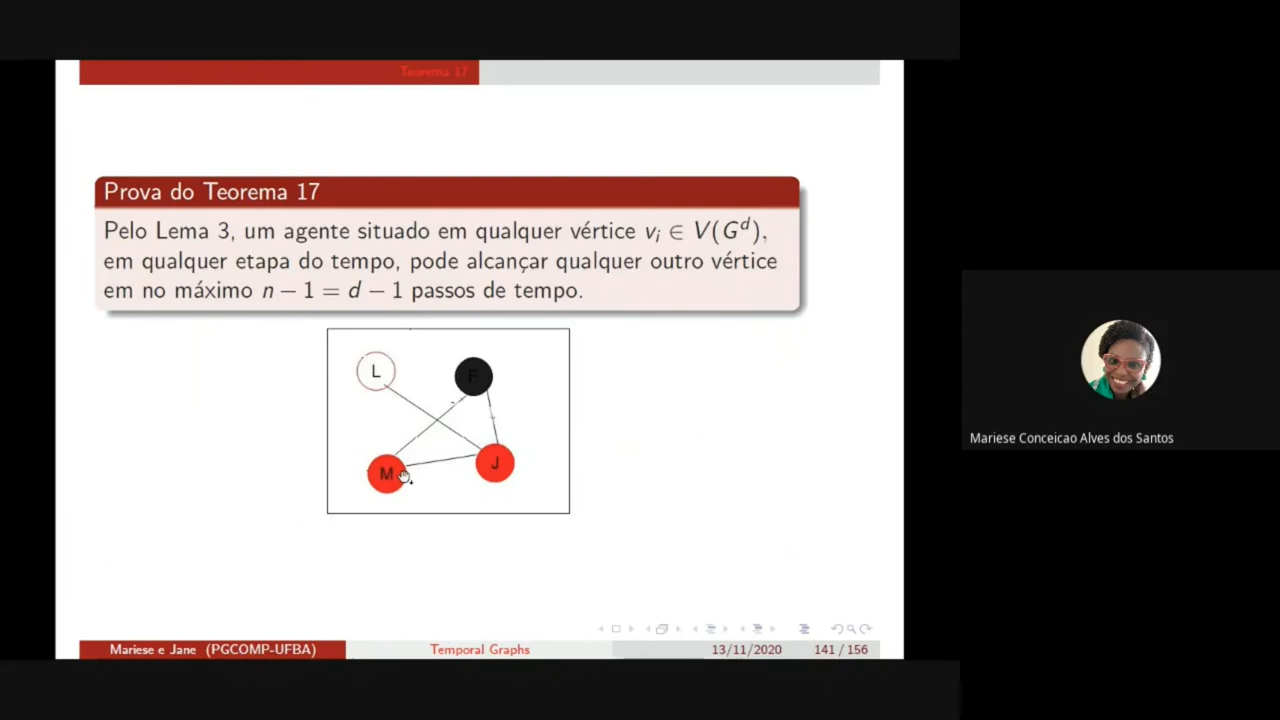 Teorema 17
Prova do Teorema 17
Pelo Lema 3, um agente situado em qualquer vértice vᵢ ∈ V(Gᵈ),
em qualquer etapa do tempo, pode alcançar qualquer outro vértice
em no máximo n − 1 = d − 1 passos de tempo.
L
F
M
J
Mariese Conceicao Alves dos Santos
Mariese e Jane (PGCOMP-UFBA) Temporal Graphs 13/11/2020 141 / 156